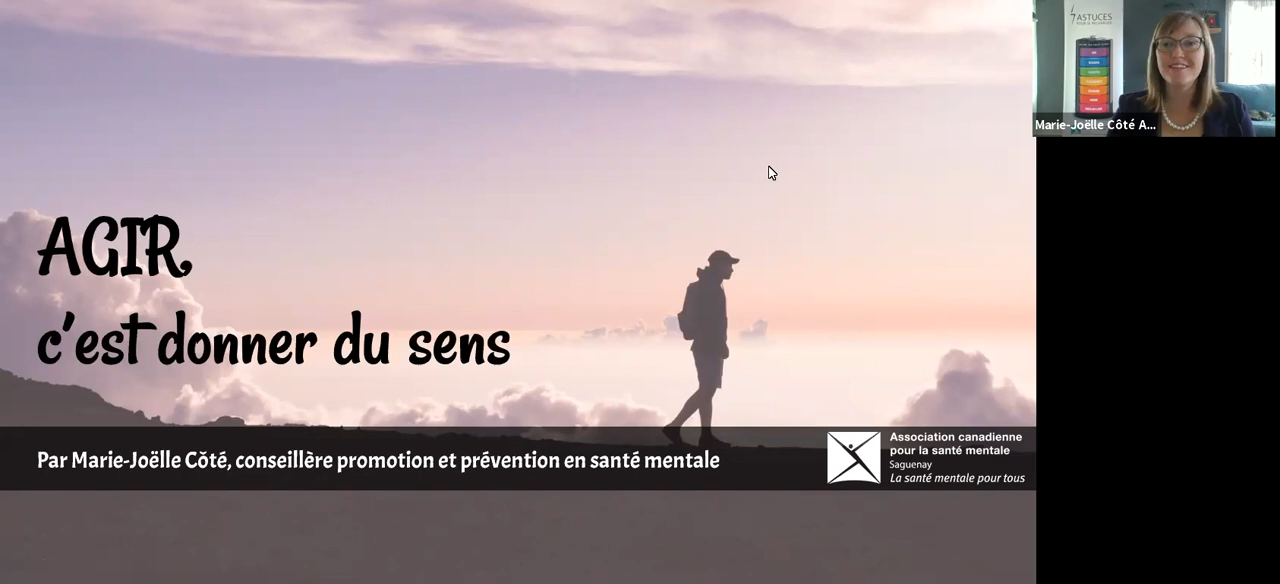 AGIR,
c'est donner du sens
Par Marie-Joëlle Côté, conseillère promotion et prévention en santé mentale
Association canadienne
pour la santé mentale
Saguenay
La santé mentale pour tous
7 ASTUCES
Marie-Joëlle Côté A...